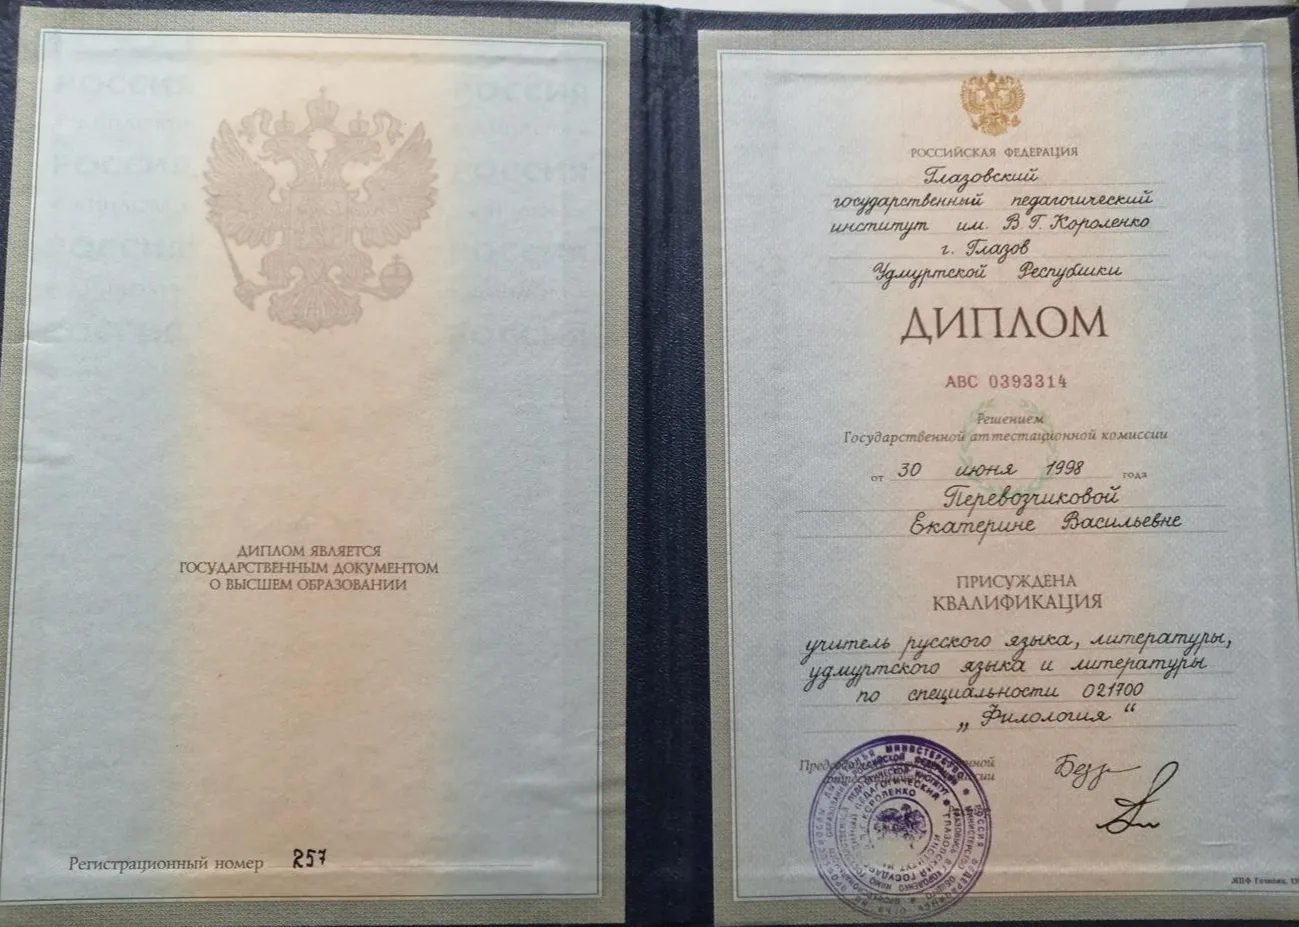 ДИПЛОМ ЯВЛЯЕТСЯ
ГОСУДАРСТВЕННЫМ ДОКУМЕНТОМ
О ВЫСШЕМ ОБРАЗОВАНИИ
Регистрационный номер 257
РОССИЙСКАЯ ФЕДЕРАЦИЯ
Глазовский
государственный педагогический
институт им. В. Г. Короленко
г. Глазов
Удмуртской Республики
ДИПЛОМ
АВС 0393314
Решением
Государственной аттестационной комиссии
от 30 июня 1998 года
Перевозчиковой
Екатерине Васильевне
ПРИСУЖДЕНА
КВАЛИФИКАЦИЯ
учитель русского языка, литературы,
удмуртского языка и литературы
по специальности 021700
„Филология“